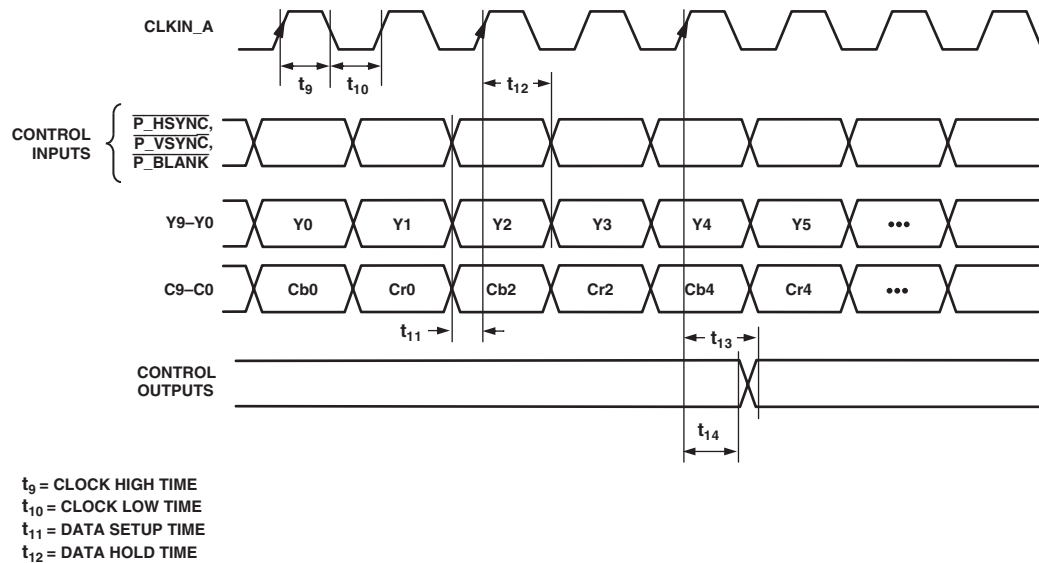 CLKIN_A
t9
t10
t12
CONTROL
INPUTS
P_HSYNC,
P_VSYNC,
P_BLANK
Y9–Y0
Y0
Y1
Y2
Y3
Y4
Y5
•••
C9–C0
Cb0
Cr0
Cb2
Cr2
Cb4
Cr4
•••
t11
t13
CONTROL
OUTPUTS
t14
t9 = CLOCK HIGH TIME
t10 = CLOCK LOW TIME
t11 = DATA SETUP TIME
t12 = DATA HOLD TIME